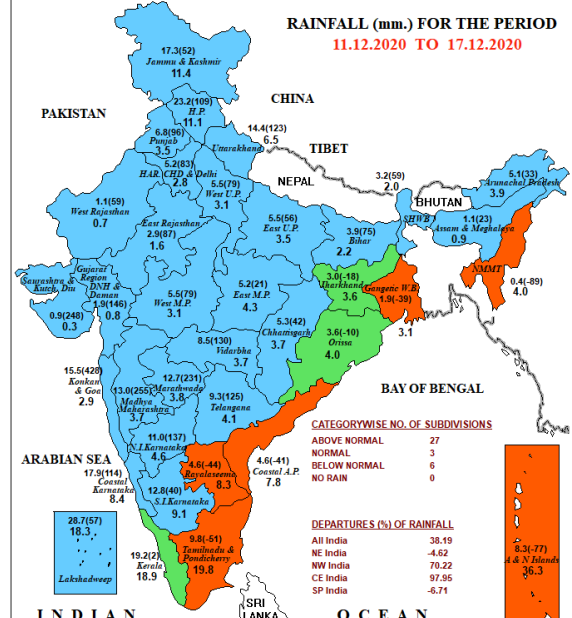 RAINFALL (mm.) FOR THE PERIOD
11.12.2020 TO 17.12.2020
17.3(52)
Jammu & Kashmir
11.4
CHINA
23.2(109)
H.P.
11.1
PAKISTAN
6.8(96)
Punjab
3.5
14.4(123)
6.5
Uttarakhand
TIBET
5.2(83)
HAR. CHD & Delhi
2.8
NEPAL
3.2(59)
2.0
5.1(33)
Arunachal Pradesh
3.9
BHUTAN
1.1(59)
West Rajasthan
0.7
5.5(79)
West U.P.
3.1
East Rajasthan
2.9(87)
1.6
5.5(56)
East U.P.
3.5
3.9(75)
Bihar
2.2
SHWB
1.1(23)
Assam & Meghalaya
0.9
NMMT
0.4(-89)
4.0
Saurashtra &
Kutch, Diu
0.9(248)
0.3
Gujarat
Region
DNH &
Daman
1.9(146)
0.8
5.5(79)
West M.P.
3.1
5.2(21)
East M.P.
4.3
3.0(-18)
Jharkhand
3.6
Gangetic W.B.
1.9(-39)
3.1
5.3(42)
Chhattisgarh
3.7
3.6(-10)
Orissa
4.0
8.5(130)
Vidarbha
3.7
15.5(428)
Konkan
& Goa
2.9
12.7(231)
Marathwada
3.8
13.0(255)
Madhya
Maharashtra
3.7
9.3(125)
Telangana
4.1
BAY OF BENGAL
11.0(137)
N.I.Karnataka
4.6
ARABIAN SEA
17.9(114)
Coastal
Karnataka
8.4
4.6(-44)
Rayalaseema
8.3
4.6(-41)
Coastal A.P.
7.8
12.8(40)
S.I.Karnataka
9.1
28.7(57)
18.3
Lakshadweep
19.2(2)
Kerala
18.9
9.8(-51)
Tamilnadu &
Pondicherry
19.8
CATEGORYWISE NO. OF SUBDIVISIONS
ABOVE NORMAL 27
NORMAL 3
BELOW NORMAL 6
NO RAIN 0
DEPARTURES (%) OF RAINFALL
All India 38.19
NE India -4.62
NW India 70.22
CE India 97.95
SP India -6.71
8.3(-77)
A & N Islands
36.3
SRI
LANKA
INDIAN OCEAN